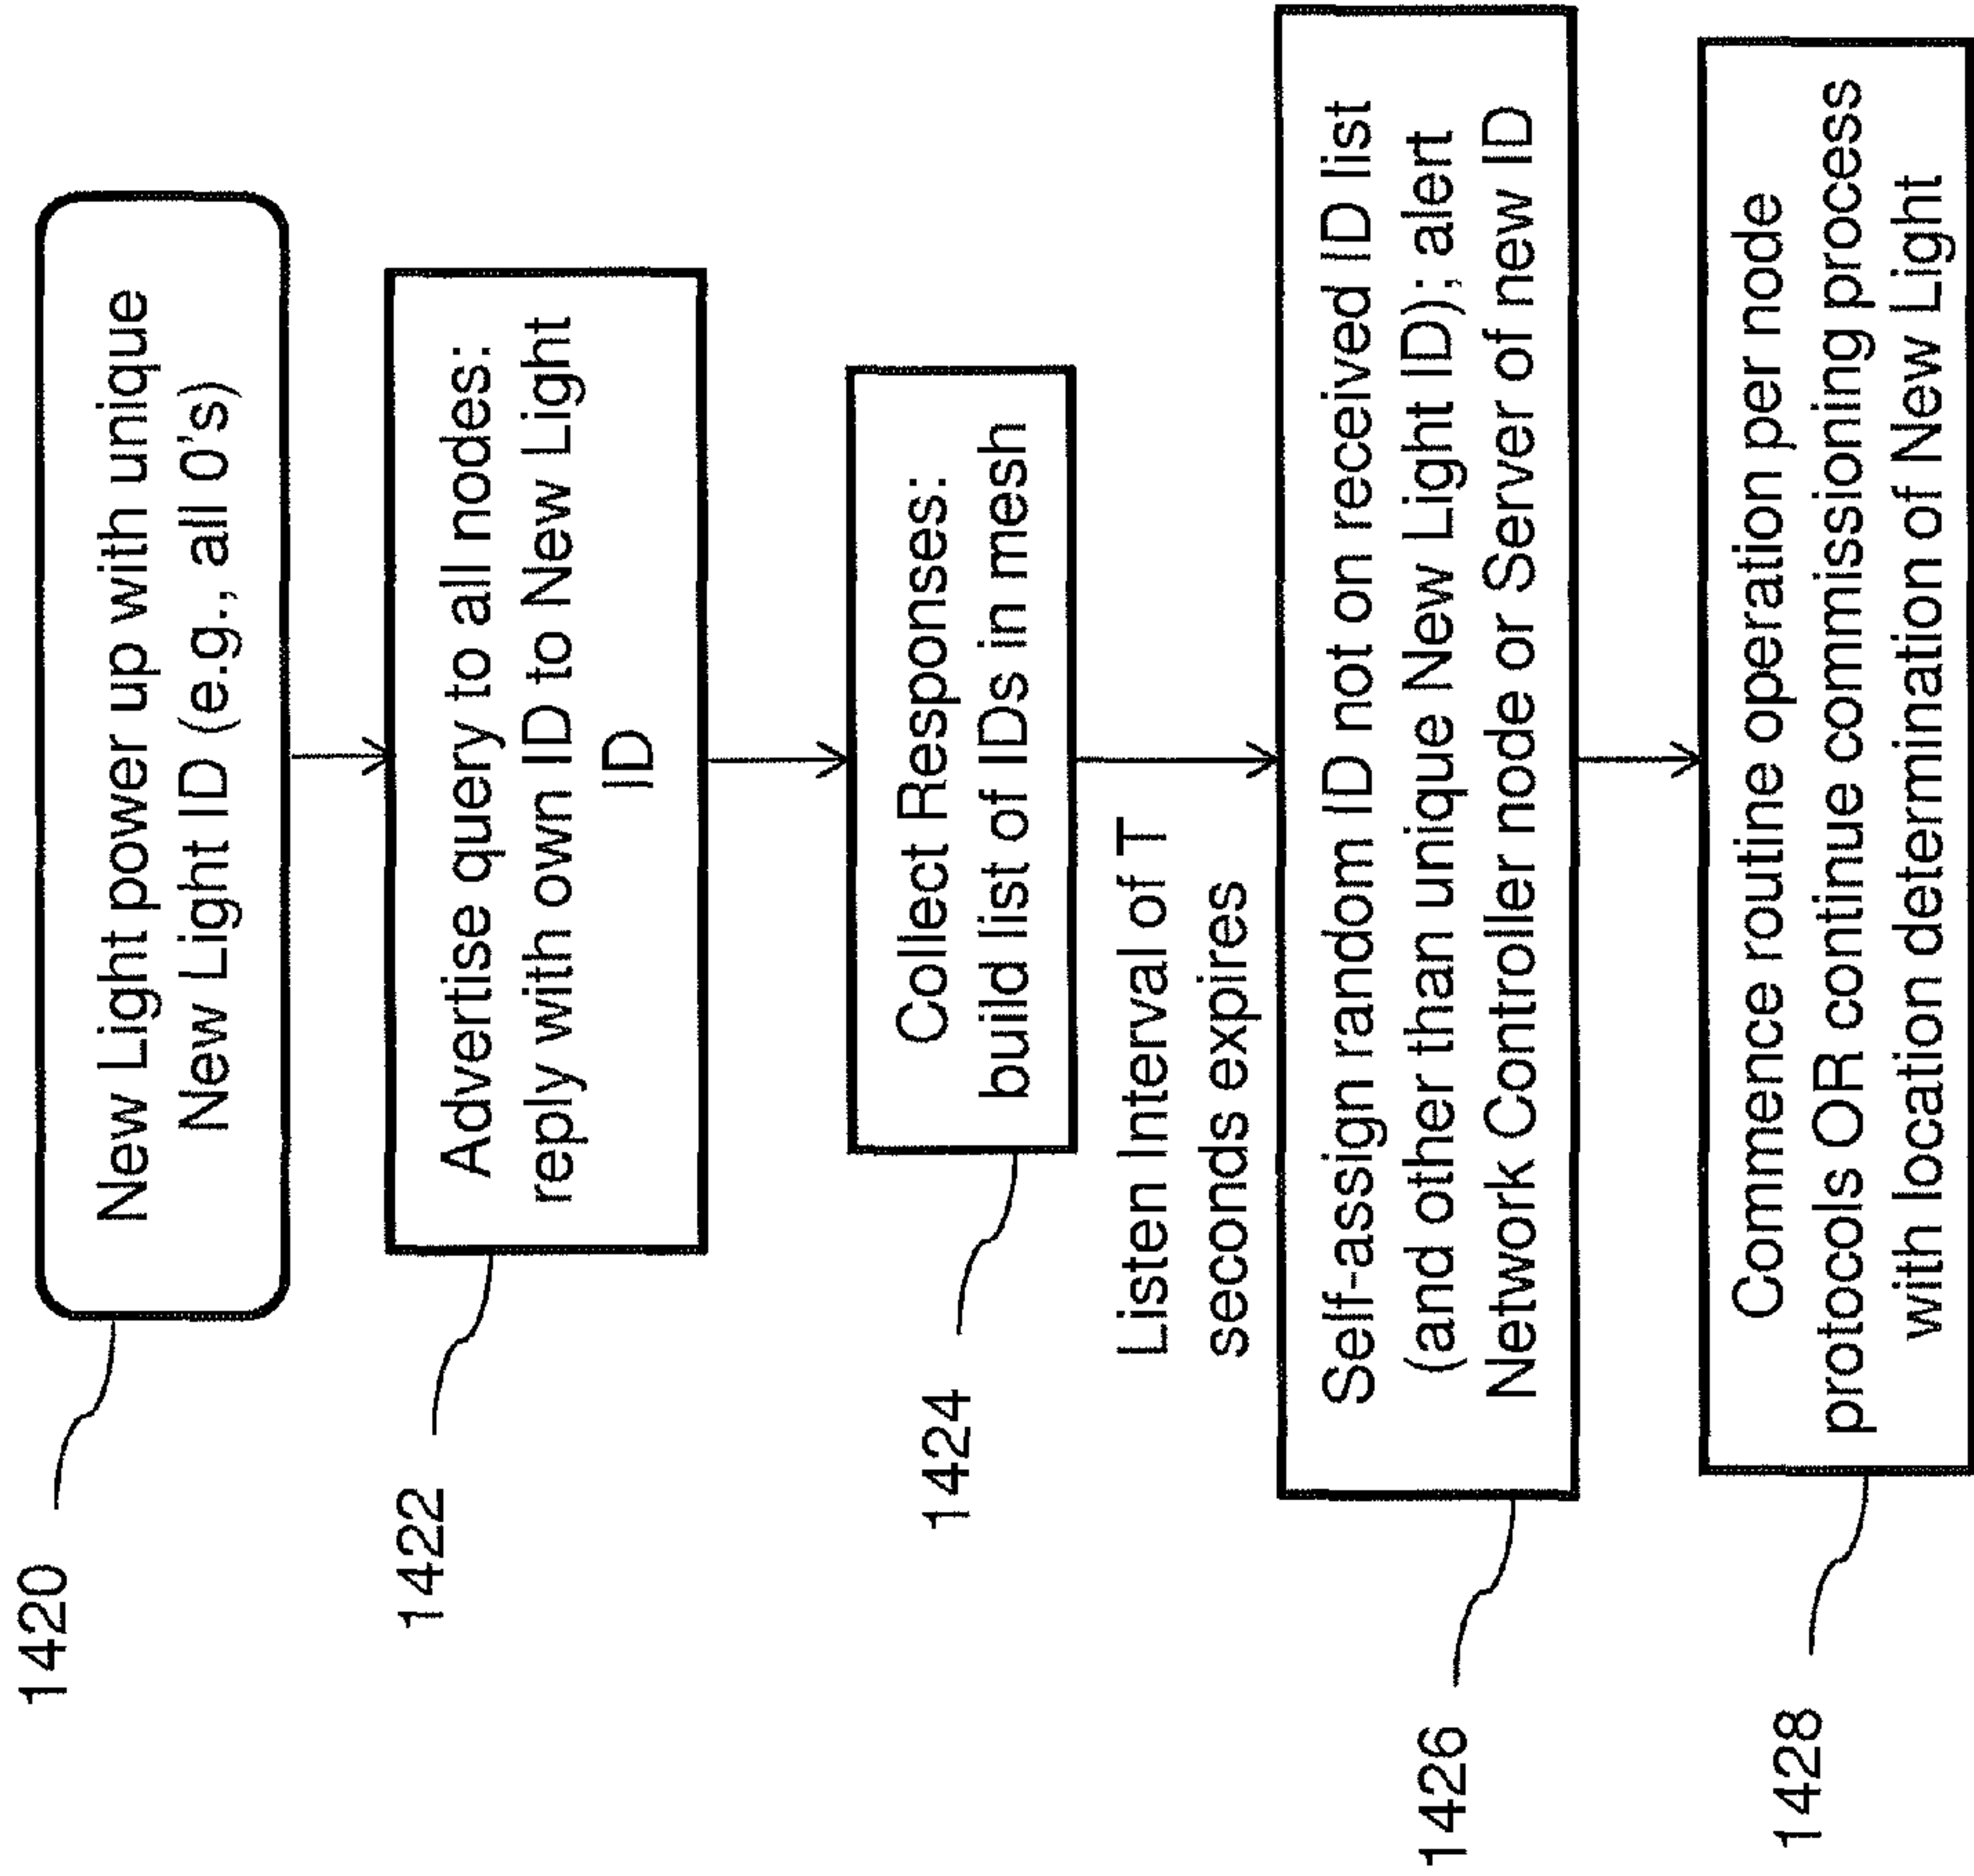 1420
New Light power up with unique
New Light ID (e.g., all 0's)
1422
Advertise query to all nodes:
reply with own ID to New Light
ID
1424
Collect Responses:
build list of IDs in mesh
Listen Interval of T
seconds expires
1426
Self-assign random ID not on received ID list
(and other than unique New Light ID); alert
Network Controller node or Server of new ID
1428
Commence routine operation per node
protocols OR continue commissioning process
with location determination of New Light